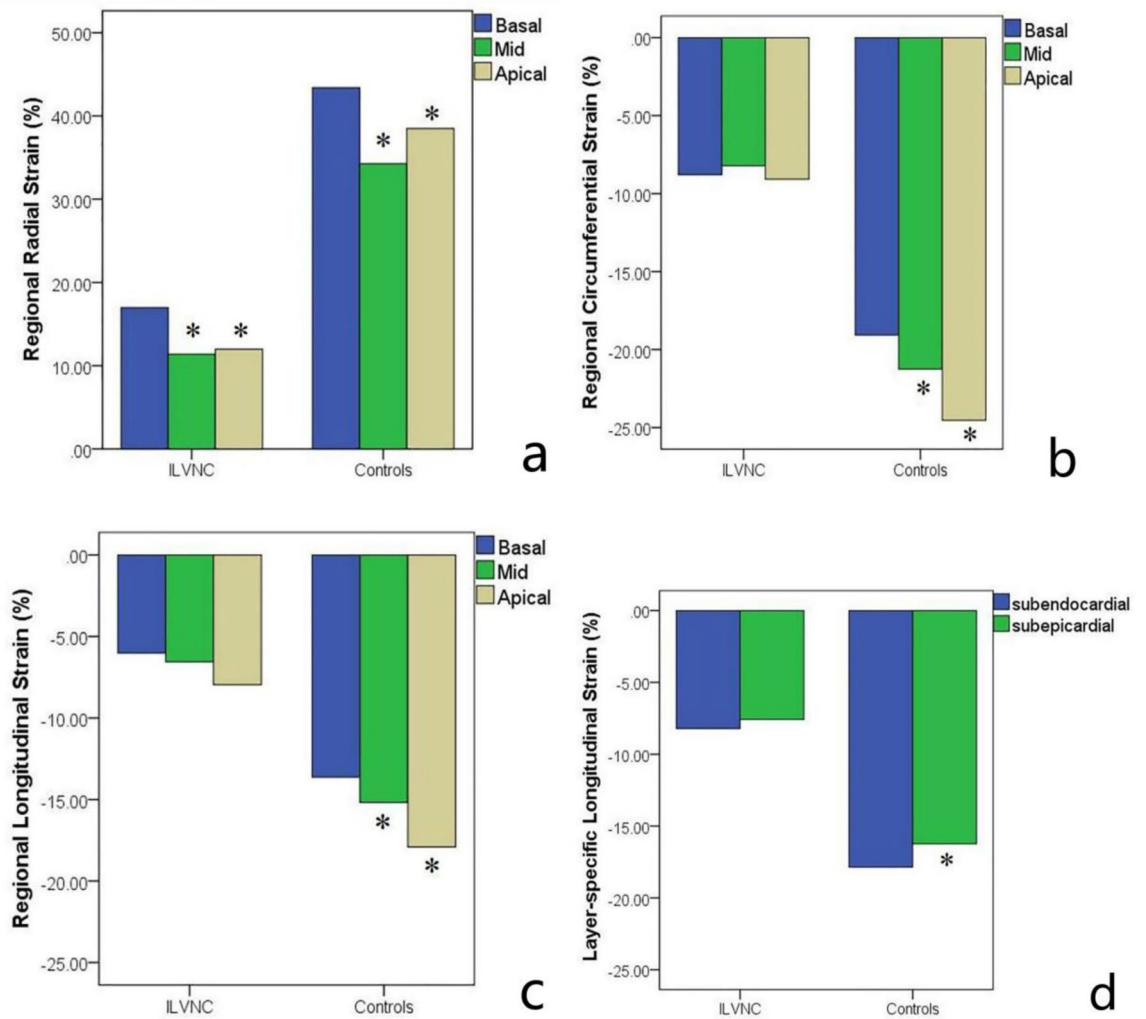 Regional Radial Strain (%)
50.00
40.00
30.00
20.00
10.00
.00
Basal
Mid
Apical
*
*
*
*
ILVNC
Controls
a
Regional Circumferential Strain (%)
.00
-5.00
-10.00
-15.00
-20.00
-25.00
Basal
Mid
Apical
*
*
ILVNC
Controls
b
Regional Longitudinal Strain (%)
.00
-5.00
-10.00
-15.00
-20.00
-25.00
Basal
Mid
Apical
*
*
ILVNC
Controls
c
Layer-specific Longitudinal Strain (%)
.00
-5.00
-10.00
-15.00
-20.00
-25.00
subendocardial
subepicardial
*
ILVNC
Controls
d